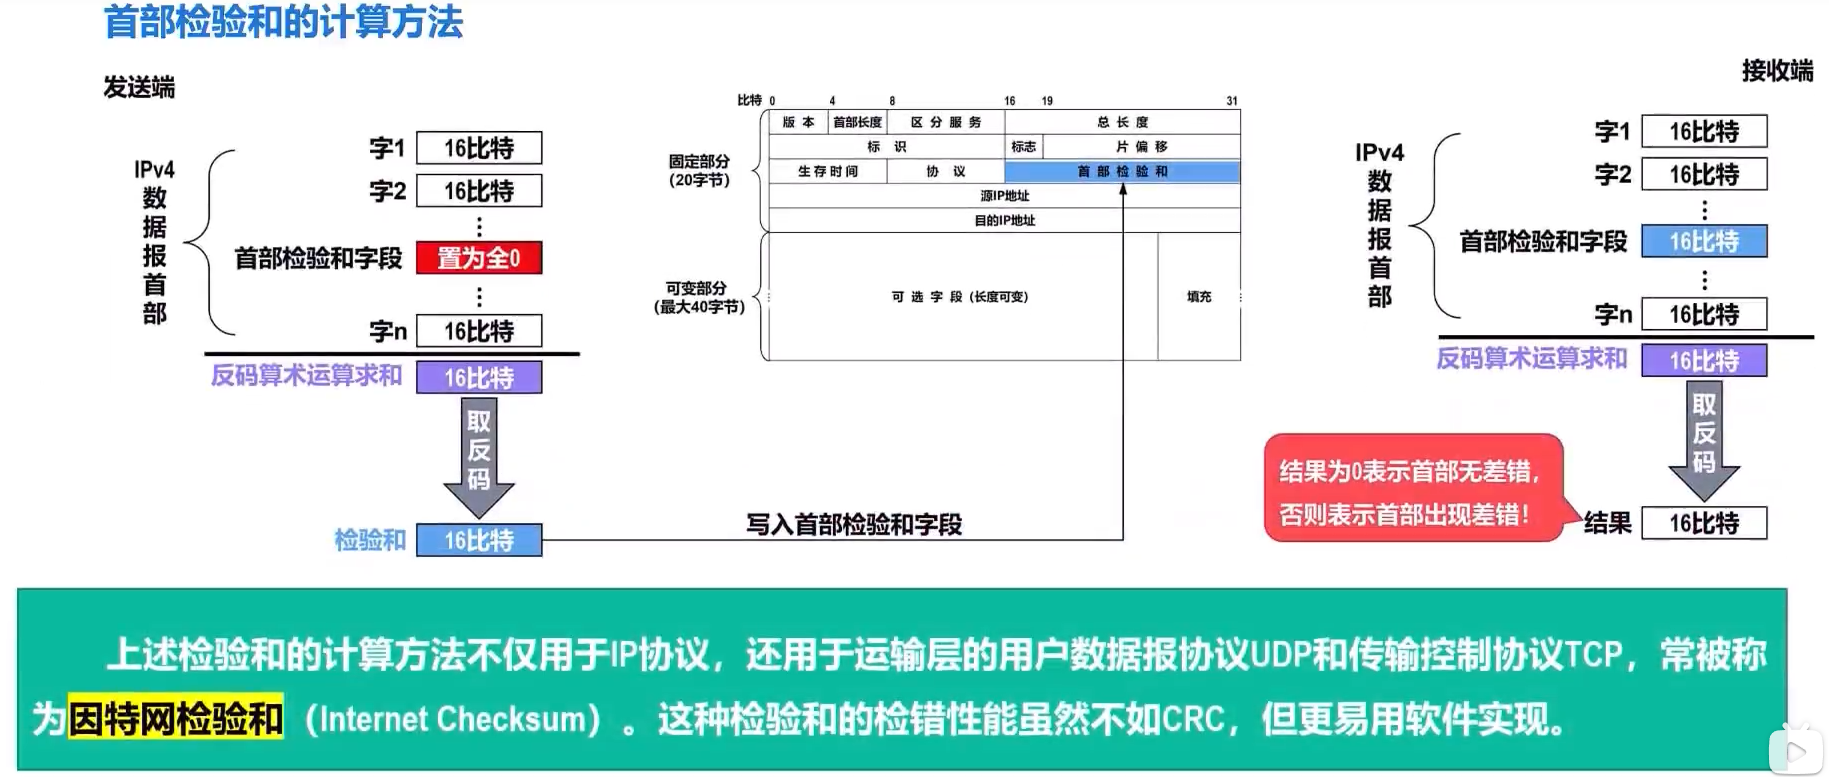 首部检验和的计算方法
发送端
IPv4
数
据
报
首
部
字1 16比特
字2 16比特
⋮
首部检验和字段 置为全0
⋮
字n 16比特
反码算术运算求和 16比特
取
反
码
检验和 16比特
写入首部检验和字段
比特 0 4 8 16 19 31
固定部分
(20字节)
版 本 首部长度 区 分 服 务 总 长 度
标 识 标志 片 偏 移
生 存 时 间 协 议 首 部 检 验 和
源IP地址
目的IP地址
可变部分
(最大40字节)
可 选 字 段 (长度可变) 填充
接收端
IPv4
数
据
报
首
部
字1 16比特
字2 16比特
⋮
首部检验和字段 16比特
⋮
字n 16比特
反码算术运算求和 16比特
取
反
码
结果为0表示首部无差错，
否则表示首部出现差错！
结果 16比特
上述检验和的计算方法不仅用于IP协议，还用于运输层的用户数据报协议UDP和传输控制协议TCP，常被称
为因特网检验和（Internet Checksum）。这种检验和的检错性能虽然不如CRC，但更易用软件实现。